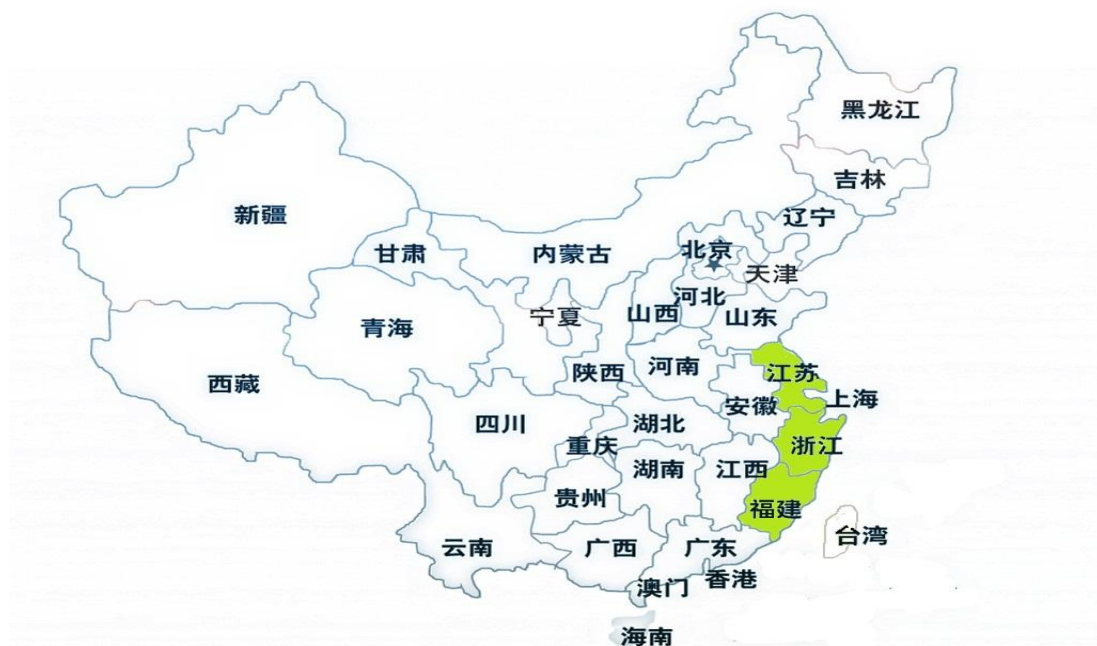 黑龙江
吉林
辽宁
新疆
甘肃
内蒙古
北京
天津
河北
宁夏
山西
山东
青海
陕西
河南
江苏
西藏
安徽
上海
四川
湖北
重庆
浙江
湖南
江西
贵州
福建
云南
广西
广东
台湾
澳门
香港
海南